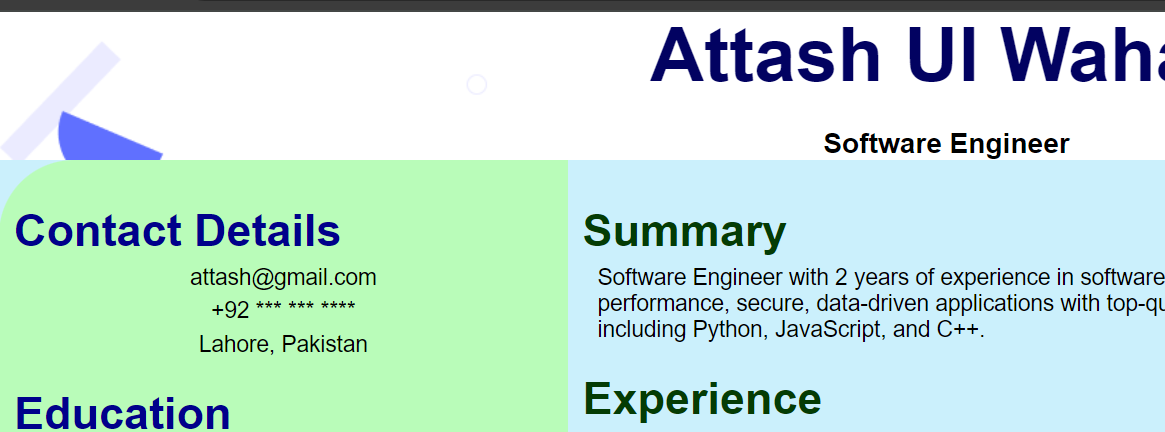 Attash Ul Waha
Software Engineer
Contact Details
attash@gmail.com
+92 *** *** ****
Lahore, Pakistan
Education
Summary
Software Engineer with 2 years of experience in software
performance, secure, data-driven applications with top-qu
including Python, JavaScript, and C++.
Experience